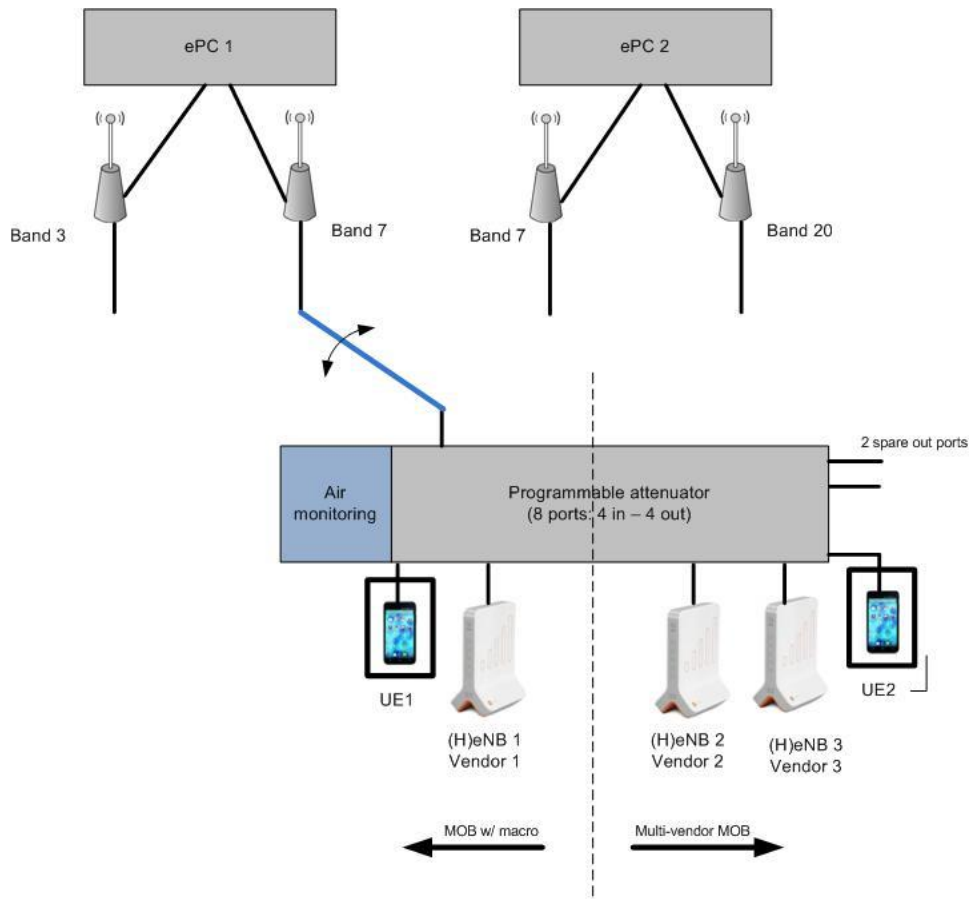 ePC 1
ePC 2
Band 3
Band 7
Band 7
Band 20
2 spare out ports
Air
monitoring
Programmable attenuator
(8 ports: 4 in – 4 out)
UE1
UE2
(H)eNB 1
Vendor 1
(H)eNB 2
Vendor 2
(H)eNB 3
Vendor 3
MOB w/ macro
Multi-vendor MOB